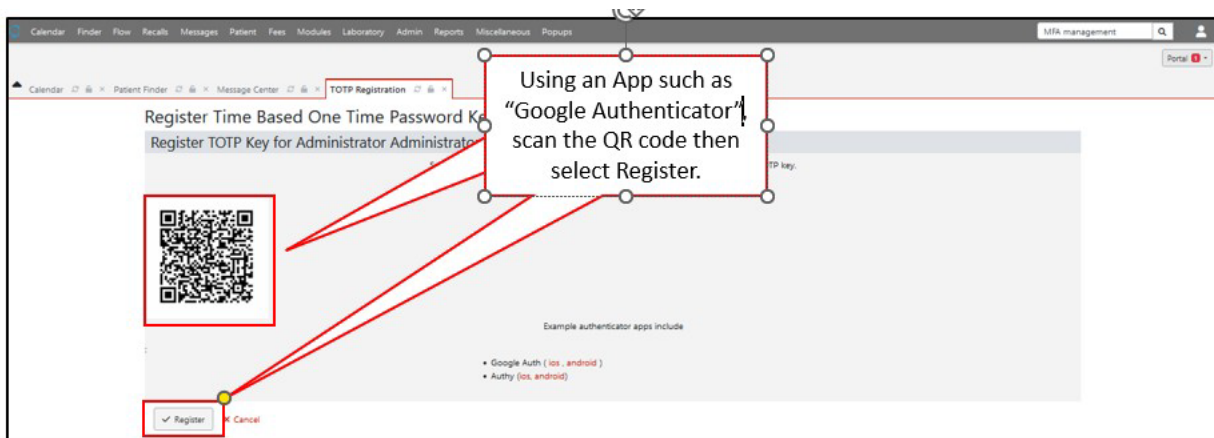 Calendar Finder Flow Recalls Messages Patient Fees Modules Laboratory Admin Reports Miscellaneous Popups MFA management
Portal 1
Calendar Patient Finder Message Center TOTP Registration
Register Time Based One Time Password
Register TOTP Key for Administrator Administrator
TP key.
Using an App such as
“Google Authenticator”,
scan the QR code then
select Register.
Example authenticator apps include
:
• Google Auth ( ios , android )
• Authy (ios, android)
Register × Cancel